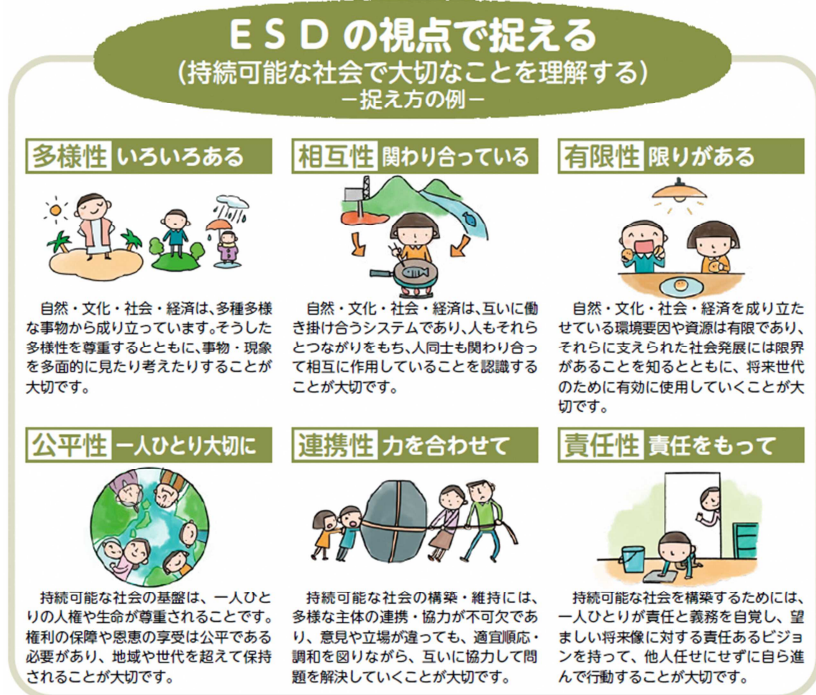 ESDの視点で捉える
(持続可能な社会で大切なことを理解する)
－捉え方の例－
多様性 いろいろある
自然・文化・社会・経済は、多種多様
な事物から成り立っています。そうした
多様性を尊重するとともに、事物・現象
を多面的に見たり考えたりすることが
大切です。
相互性 関わり合っている
自然・文化・社会・経済は、互いに働
き掛け合うシステムであり、人もそれら
とつながりをもち、人同士も関わり合っ
て相互に作用していることを認識する
ことが大切です。
有限性 限りがある
自然・文化・社会・経済を成り立た
せている環境要因や資源は有限であり、
それらに支えられた社会発展には限界
があることを知るとともに、将来世代
のために有効に使用していくことが大
切です。
公平性 一人ひとり大切に
持続可能な社会の基盤は、一人ひと
りの人権や生命が尊重されることです。
権利の保障や恩恵の享受は公平である
必要があり、地域や世代を超えて保持
されることが大切です。
連携性 力を合わせて
持続可能な社会の構築・維持には、
多様な主体の連携・協力が不可欠であ
り、意見や立場が違っても、適宜順応・
調和を図りながら、互いに協力して問
題を解決していくことが大切です。
責任性 責任をもって
持続可能な社会を構築するためには、
一人ひとりが責任と義務を自覚し、望
ましい将来像に対する責任あるビジョ
ンを持って、他人任せにせずに自ら進
んで行動することが大切です。